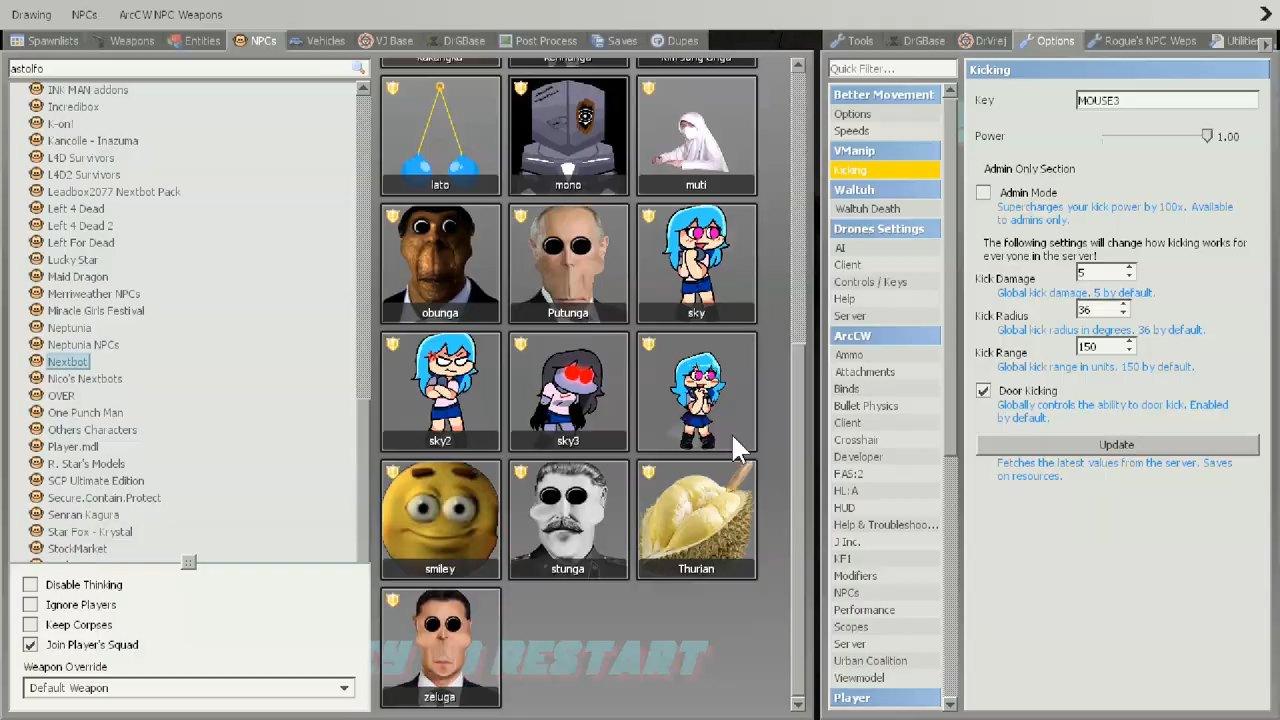 Drawing NPCs ArcCW NPC Weapons
Spawnlists Weapons Entities NPCs Vehicles VJ Base DrGBase Post Process Saves Dupes
Tools DrGBase DrVrej Options Rogue's NPC Weps Utilitie
astolfo
INK MAN addons
Incredibox
K-on!
Kancolle - Inazuma
L4D Survivors
L4D2 Survivors
Leadbox2077 Nextbot Pack
Left 4 Dead
Left 4 Dead 2
Left For Dead
Lucky Star
Maid Dragon
Merriweather NPCs
Miracle Girls Festival
Neptunia
Neptunia NPCs
Nextbot
Nico's Nextbots
OVER
One Punch Man
Others Characters
Player.mdl
R. Star's Models
SCP Ultimate Edition
Secure.Contain.Protect
Senran Kagura
Star Fox - Krystal
StockMarket
Disable Thinking
Ignore Players
Keep Corpses
Join Player's Squad
Weapon Override
Default Weapon
lato mono muti
obunga Putunga sky
sky2 sky3
smiley stunga Thurian
zeluga
RESTART
Quick Filter...
Better Movement
Options
Speeds
VManip
Kicking
Waltuh
Waltuh Death
Drones Settings
AI
Client
Controls / Keys
Help
Server
ArcCW
Ammo
Attachments
Binds
Bullet Physics
Client
Crosshair
Developer
FAS:2
HL: A
HUD
Help & Troubleshoo...
J Inc.
KF1
Modifiers
NPCs
Performance
Scopes
Server
Urban Coalition
Viewmodel
Player
Kicking
Key MOUSE3
Power 1.00
Admin Only Section
Admin Mode
Supercharges your kick power by 100x. Available
to admins only.
The following settings will change how kicking works for
everyone in the server!
Kick Damage 5
Global kick damage, 5 by default.
Kick Radius 36
Global kick radius in degrees, 36 by default.
Kick Range 150
Global kick range in units, 150 by default.
Door Kicking
Globally controls the ability to door kick. Enabled
by default.
Update
Fetches the latest values from the server. Saves
on resources.